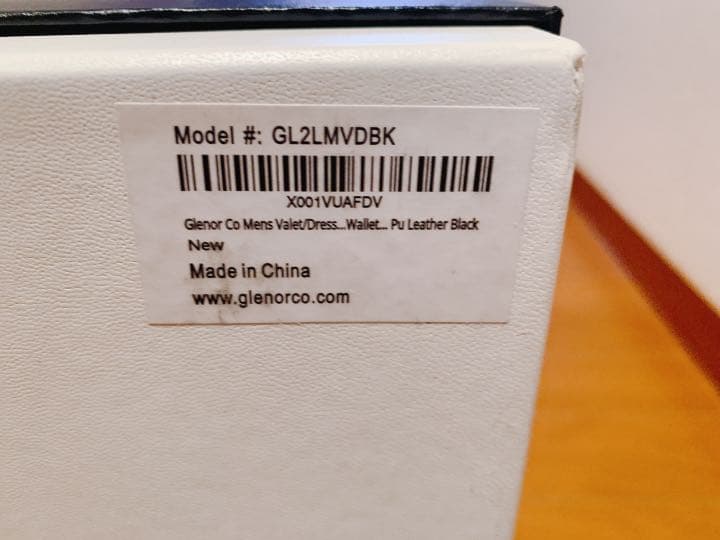 Model #: GL2LMVDBK
X001VUAFDV
Glenor Co Mens Valet/Dress...Wallet... Pu Leather Black
New
Made in China
www.glenorco.com